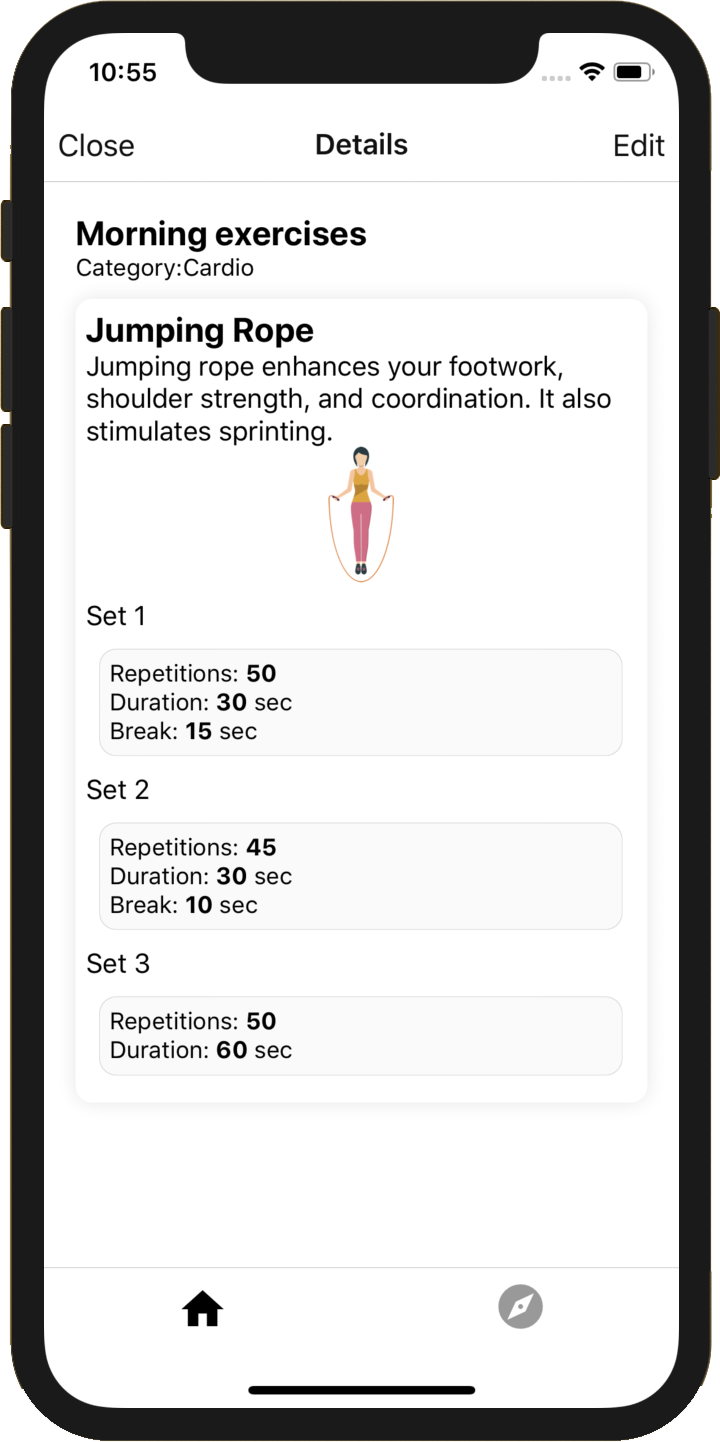 10:55
Close Details Edit
Morning exercises
Category:Cardio
Jumping Rope
Jumping rope enhances your footwork,
shoulder strength, and coordination. It also
stimulates sprinting.
Set 1
Repetitions: 50
Duration: 30 sec
Break: 15 sec
Set 2
Repetitions: 45
Duration: 30 sec
Break: 10 sec
Set 3
Repetitions: 50
Duration: 60 sec